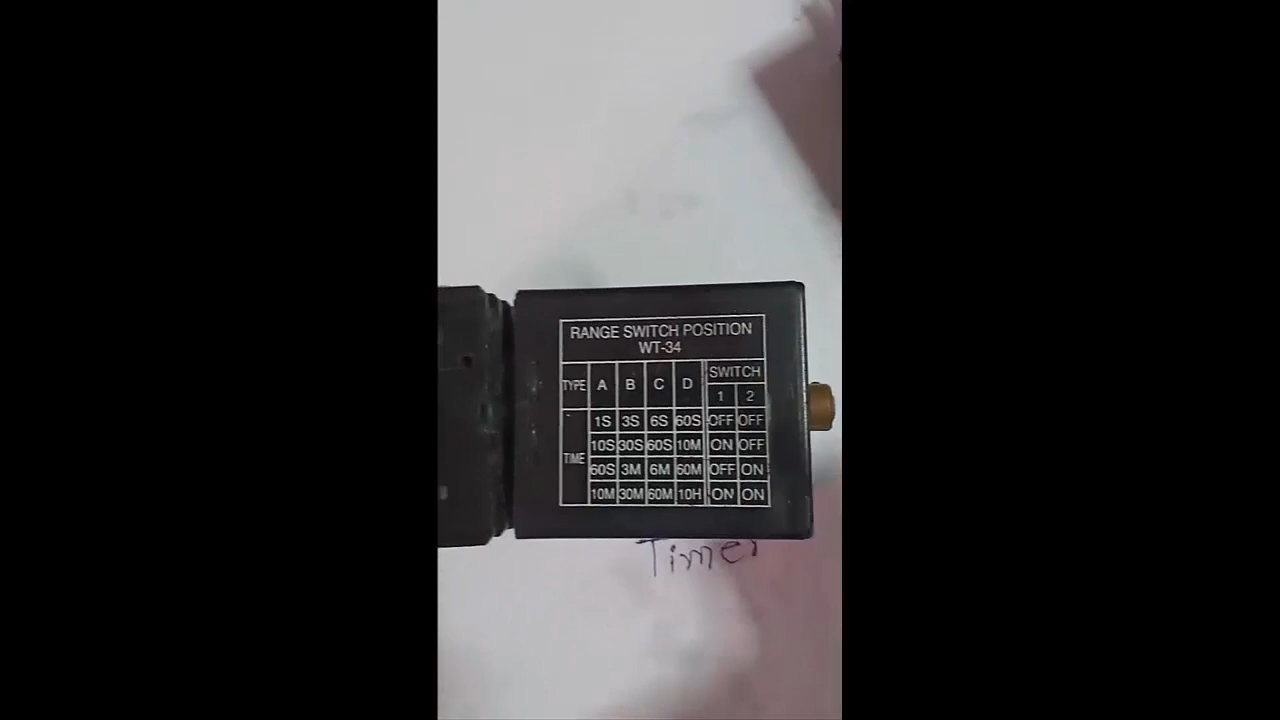 RANGE SWITCH POSITION
WT-34
TYPE A B C D SWITCH
1 2
TIME
1S 3S 6S 60S OFF OFF
10S 30S 60S 10M ON OFF
60S 3M 6M 60M OFF ON
10M 30M 60M 10H ON ON
Timer